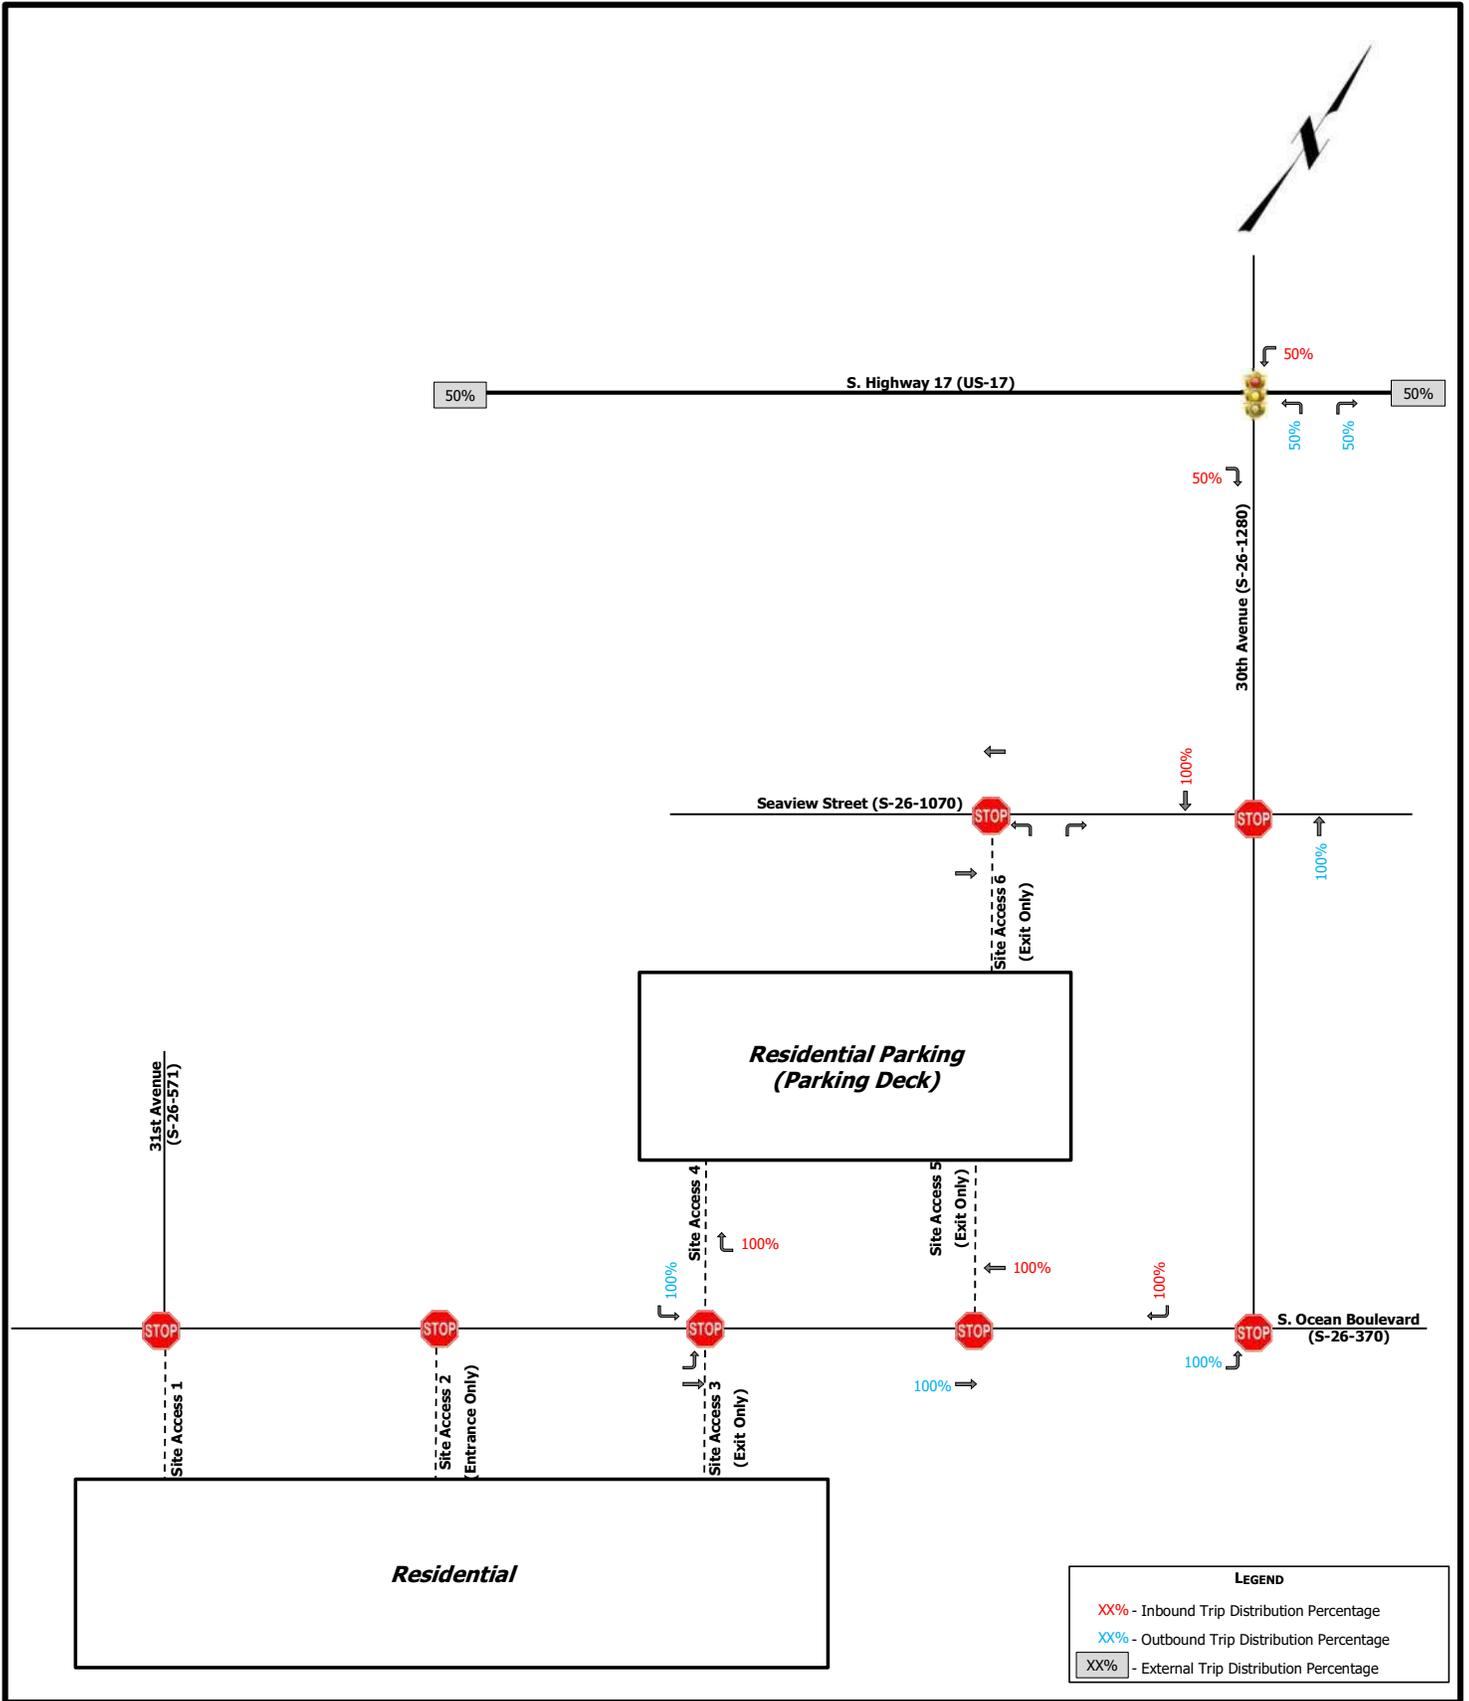 50%
S. Highway 17 (US-17)
50%
50%
50%
50%
50%
30th Avenue (S-26-1280)
100%
Seaview Street (S-26-1070)
STOP
STOP
100%
Site Access 6
(Exit Only)
Residential Parking
(Parking Deck)
31st Avenue
(S-26-571)
Site Access 4
100%
Site Access 5
(Exit Only)
100%
100%
100%
STOP
STOP
STOP
STOP
STOP
S. Ocean Boulevard
(S-26-370)
100%
100%
Site Access 1
Site Access 2
(Entrance Only)
Site Access 3
(Exit Only)
Residential
LEGEND
XX% - Inbound Trip Distribution Percentage
XX% - Outbound Trip Distribution Percentage
XX% - External Trip Distribution Percentage